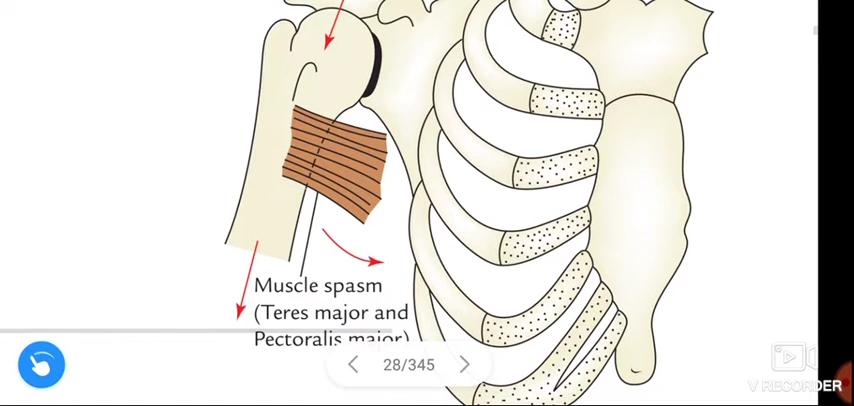 Muscle spasm
(Teres major and
Pectoralis major)
28/345
V RECORDER